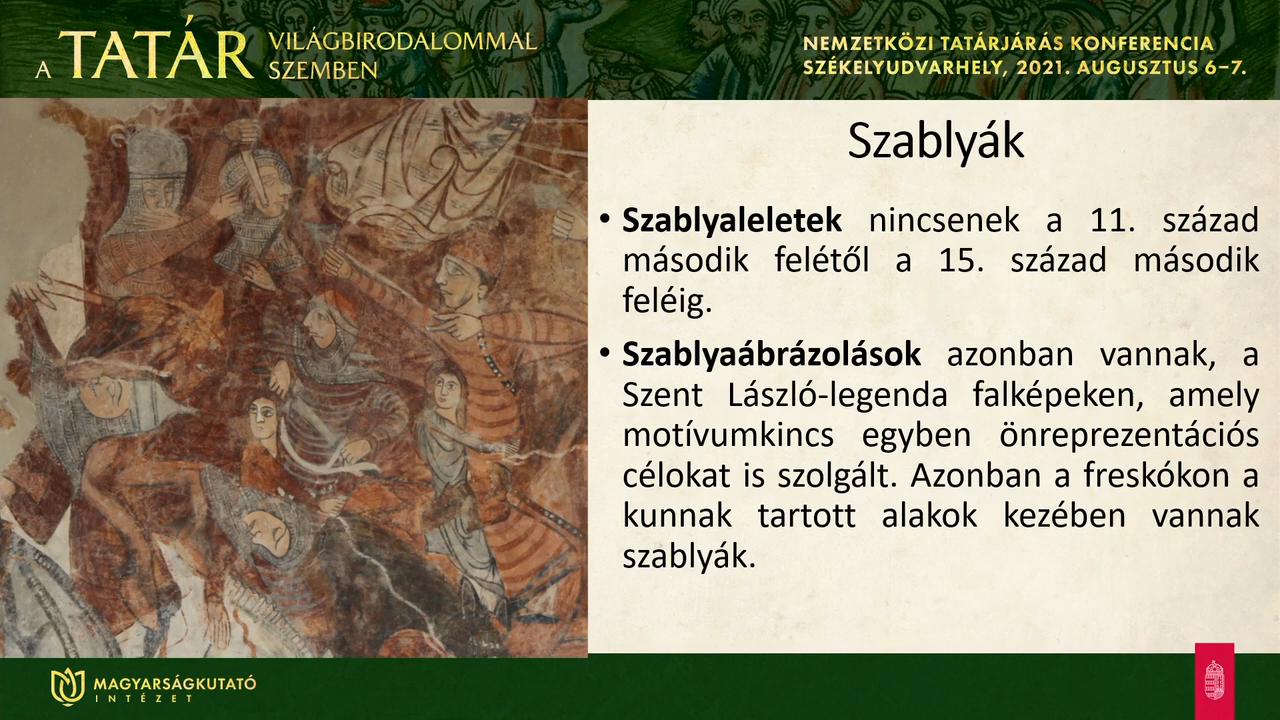 A TATÁR VILÁGBIRODALOMMAL
SZEMBEN
NEMZETKÖZI TATÁRJÁRÁS KONFERENCIA
SZÉKELYUDVARHELY, 2021. AUGUSZTUS 6–7.
Szablyák
• Szablyaleletek nincsenek a 11. század
második felétől a 15. század második
feléig.
• Szablyaábrázolások azonban vannak, a
Szent László-legenda falképeken, amely
motívumkincs egyben önreprezentációs
célokat is szolgált. Azonban a freskókon a
kunnak tartott alakok kezében vannak
szablyák.
MAGYARSÁGKUTATÓ
INTÉZET